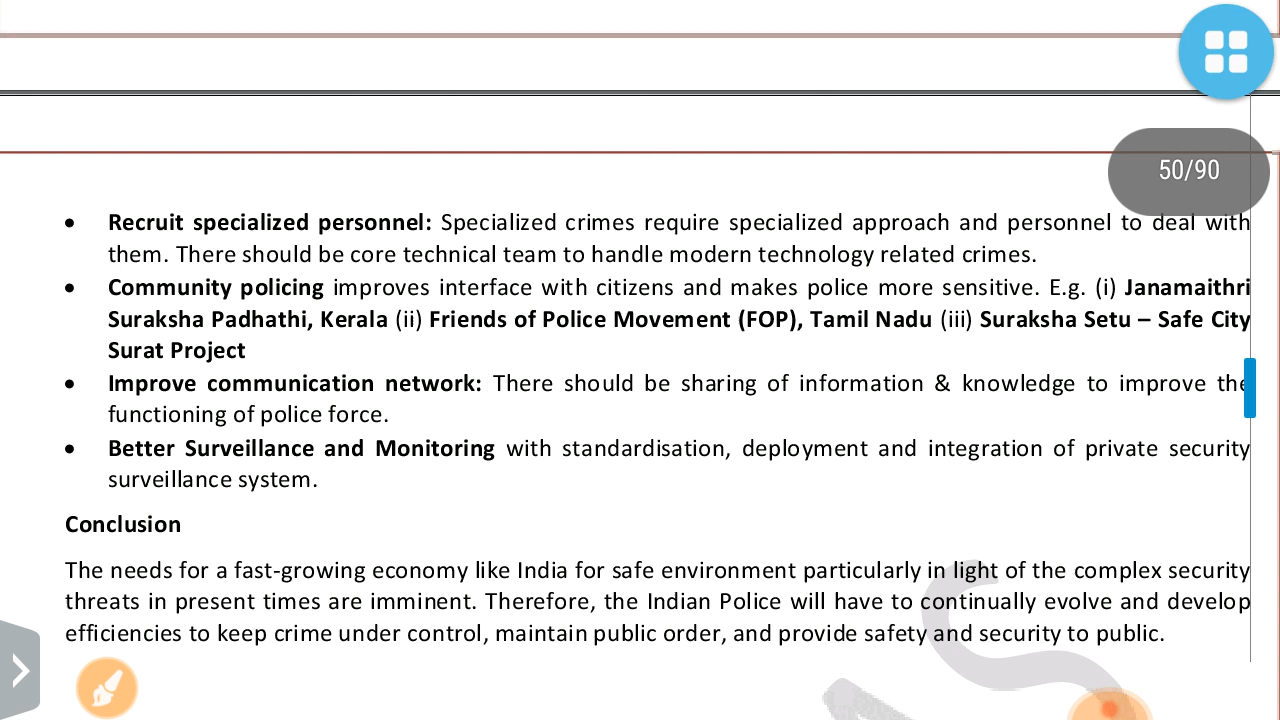 50/90
• Recruit specialized personnel: Specialized crimes require specialized approach and personnel to deal with
them. There should be core technical team to handle modern technology related crimes.
• Community policing improves interface with citizens and makes police more sensitive. E.g. (i) Janamaithri
Suraksha Padhathi, Kerala (ii) Friends of Police Movement (FOP), Tamil Nadu (iii) Suraksha Setu – Safe City
Surat Project
• Improve communication network: There should be sharing of information & knowledge to improve the
functioning of police force.
• Better Surveillance and Monitoring with standardisation, deployment and integration of private security
surveillance system.
Conclusion
The needs for a fast-growing economy like India for safe environment particularly in light of the complex security
threats in present times are imminent. Therefore, the Indian Police will have to continually evolve and develop
efficiencies to keep crime under control, maintain public order, and provide safety and security to public.